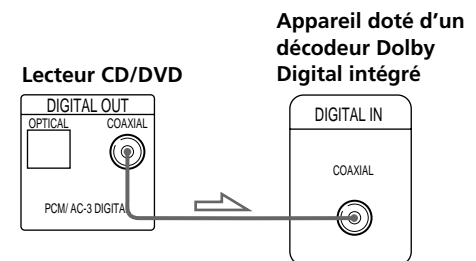 Appareil doté d'un
décodeur Dolby
Digital intégré
Lecteur CD/DVD
DIGITAL OUT
OPTICAL
COAXIAL
PCM/ AC-3 DIGITAL
DIGITAL IN
COAXIAL